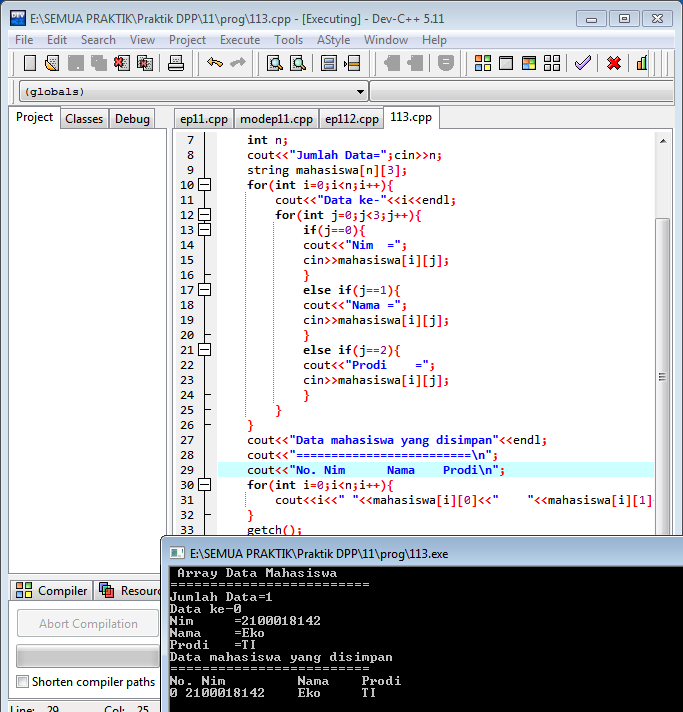 E:\SEMUA PRAKTIK\Praktik DPP\11\prog\113.cpp - [Executing] - Dev-C++ 5.11
File Edit Search View Project Execute Tools AStyle Window Help
(globals)
Project Classes Debug
ep11.cpp modep11.cpp ep112.cpp 113.cpp
7 int n;
8 cout<<"Jumlah Data=";cin>>n;
9 string mahasiswa[n][3];
10 for(int i=0;i<n;i++){
11 cout<<"Data ke-"<<i<<endl;
12 for(int j=0;j<3;j++){
13 if(j==0){
14 cout<<"Nim  =";
15 cin>>mahasiswa[i][j];
16 }
17 else if(j==1){
18 cout<<"Nama =";
19 cin>>mahasiswa[i][j];
20 }
21 else if(j==2){
22 cout<<"Prodi    =";
23 cin>>mahasiswa[i][j];
24 }
25 }
26 }
27 cout<<"Data mahasiswa yang disimpan"<<endl;
28 cout<<"=========================\n";
29 cout<<"No. Nim      Nama    Prodi\n";
30 for(int i=0;i<n;i++){
31 cout<<i<<" "<<mahasiswa[i][0]<<"    "<<mahasiswa[i][1]
32 }
33 getch();
Compiler Resour
Abort Compilation
Shorten compiler paths
Line: 29 Col: 25
E:\SEMUA PRAKTIK\Praktik DPP\11\prog\113.exe
Array Data Mahasiswa
=========================
Jumlah Data=1
Data ke-0
Nim     =2100018142
Nama    =Eko
Prodi   =TI
Data mahasiswa yang disimpan
=========================
No. Nim         Nama    Prodi
0 2100018142    Eko     TI